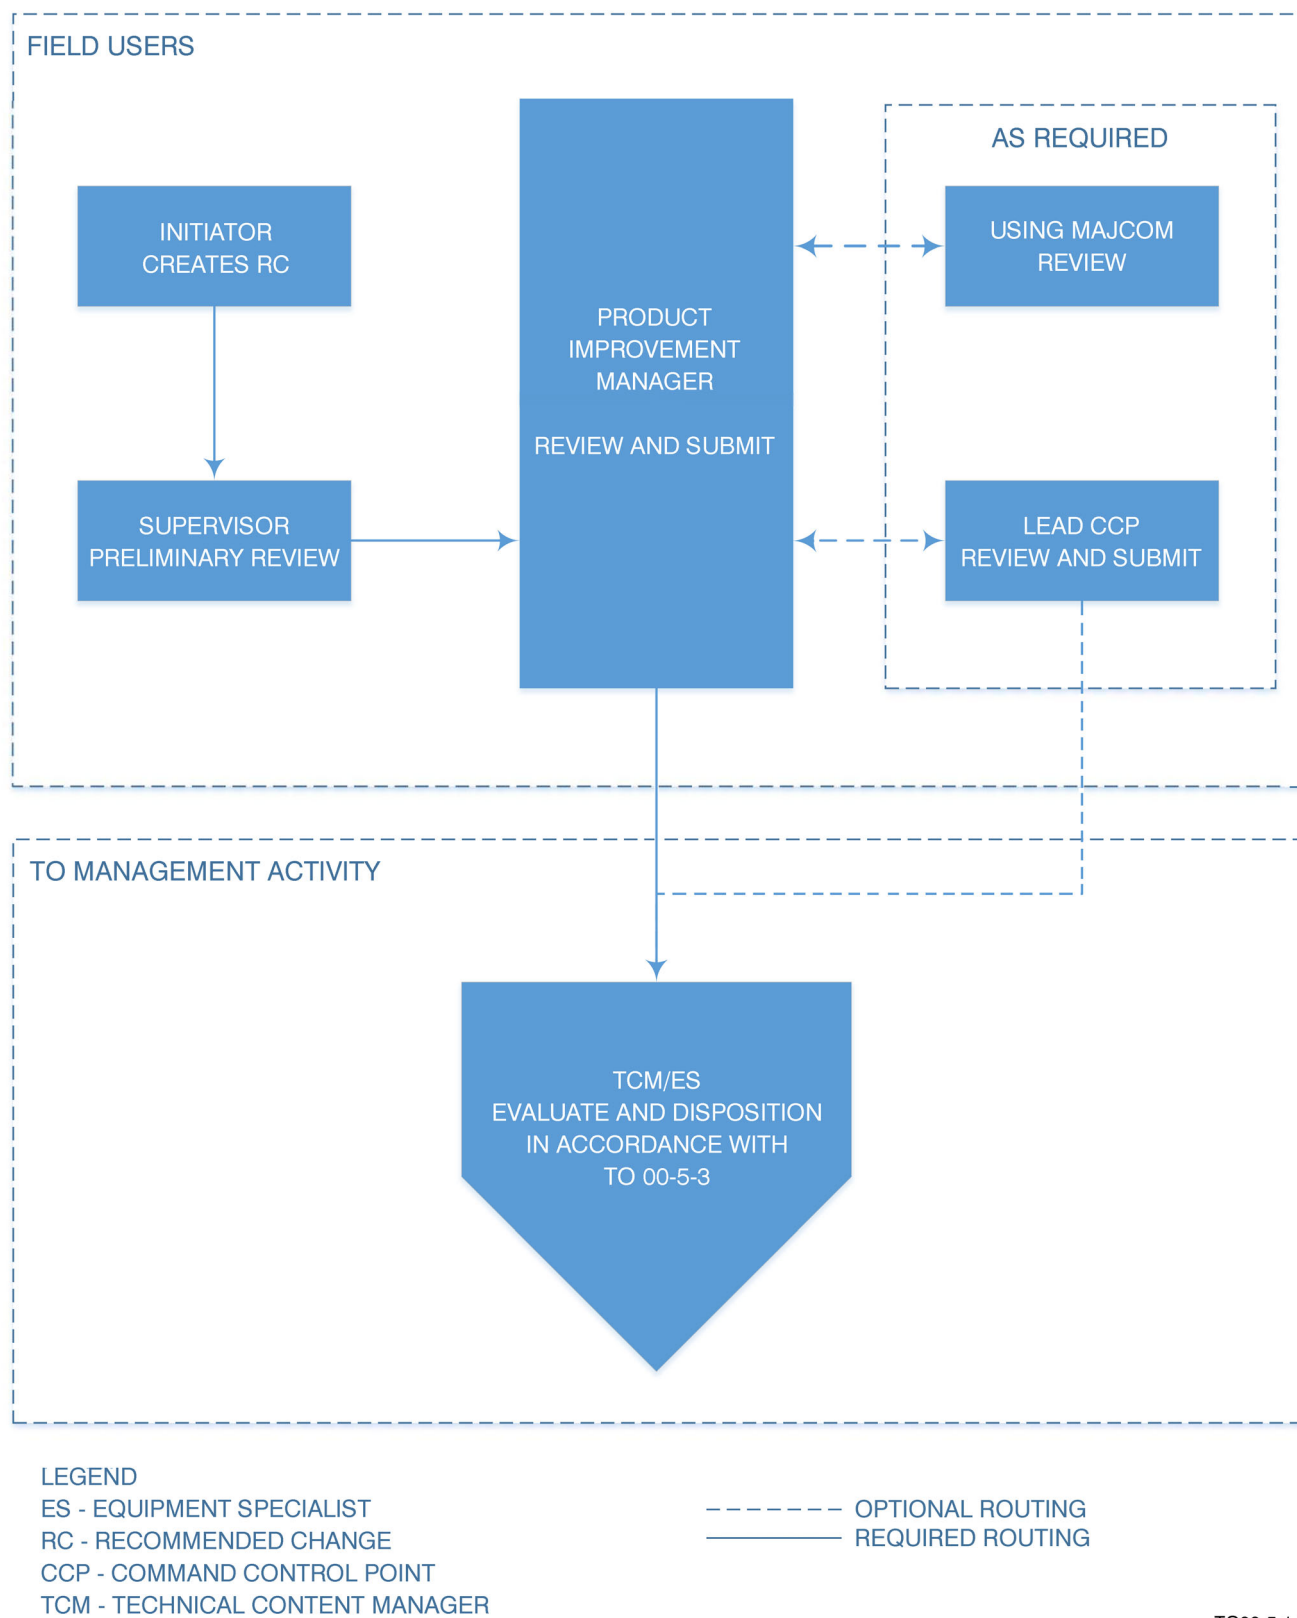 FIELD USERS
AS REQUIRED
INITIATOR
CREATES RC
USING MAJCOM
REVIEW
PRODUCT
IMPROVEMENT
MANAGER
REVIEW AND SUBMIT
SUPERVISOR
PRELIMINARY REVIEW
LEAD CCP
REVIEW AND SUBMIT
TO MANAGEMENT ACTIVITY
TCM/ES
EVALUATE AND DISPOSITION
IN ACCORDANCE WITH
TO 00-5-3
LEGEND
ES - EQUIPMENT SPECIALIST
RC - RECOMMENDED CHANGE
CCP - COMMAND CONTROL POINT
TCM - TECHNICAL CONTENT MANAGER
OPTIONAL ROUTING
REQUIRED ROUTING